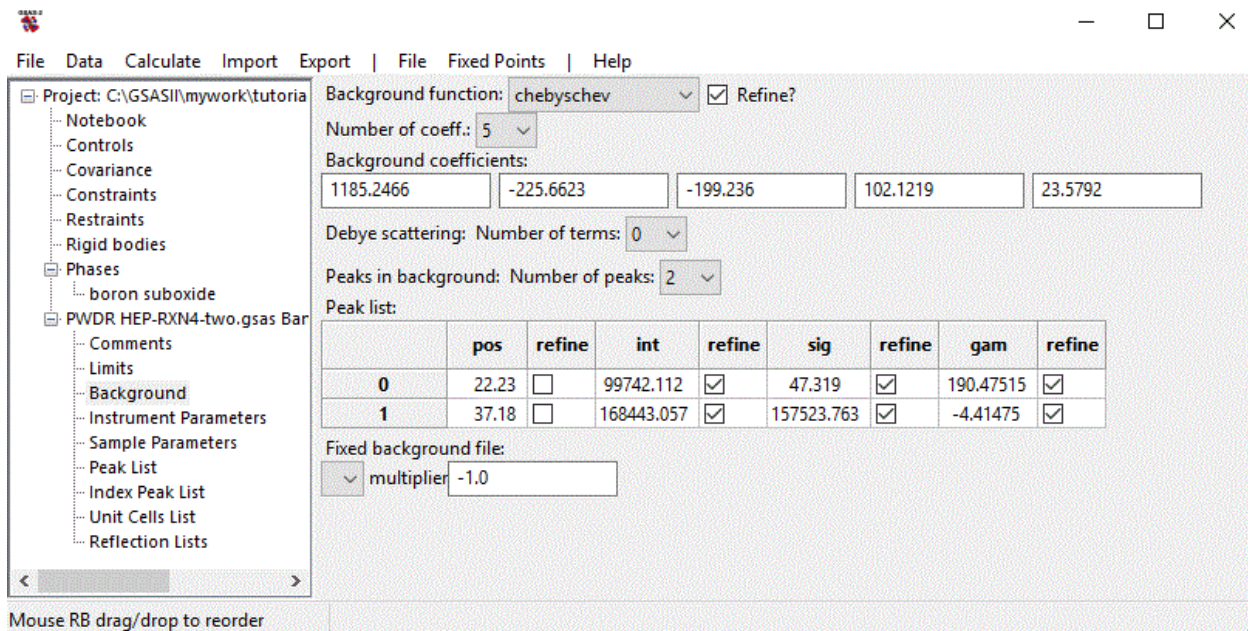 GSAS-2
File Data Calculate Import Export | File Fixed Points | Help
Project: C:\GSASII\mywork\tutoria
Notebook
Controls
Covariance
Constraints
Restraints
Rigid bodies
Phases
boron suboxide
PWDR HEP-RXN4-two.gsas Bar
Comments
Limits
Background
Instrument Parameters
Sample Parameters
Peak List
Index Peak List
Unit Cells List
Reflection Lists
Background function: chebyschev Refine?
Number of coeff.: 5
Background coefficients:
1185.2466 -225.6623 -199.236 102.1219 23.5792
Debye scattering: Number of terms: 0
Peaks in background: Number of peaks: 2
Peak list:
pos refine int refine sig refine gam refine
0 22.23 99742.112 47.319 190.47515
1 37.18 168443.057 157523.763 -4.41475
Fixed background file:
multiplier -1.0
Mouse RB drag/drop to reorder